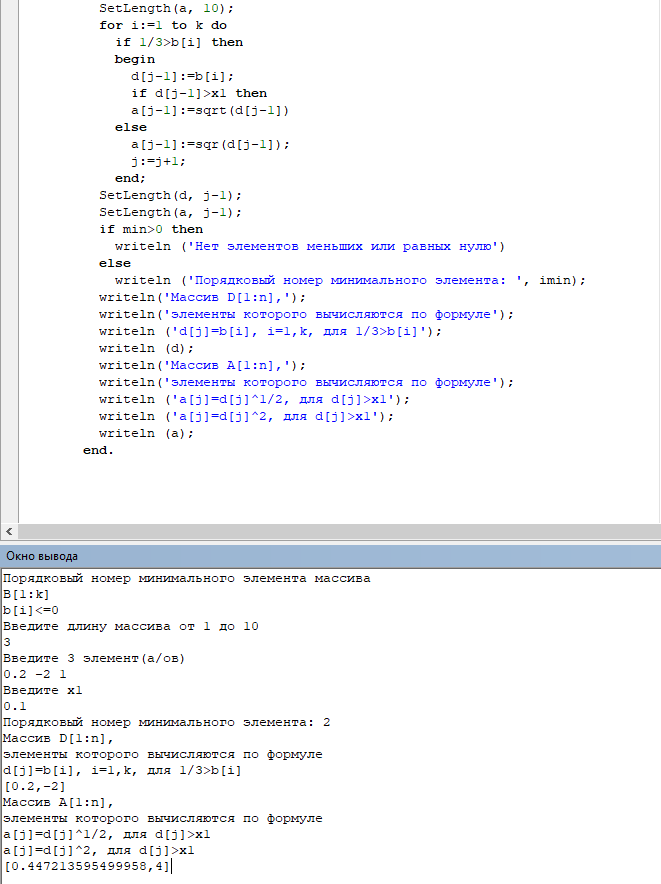 SetLength(a, 10);
for i:=1 to k do
if 1/3>b[i] then
begin
d[j-1]:=b[i];
if d[j-1]>x1 then
a[j-1]:=sqrt(d[j-1])
else
a[j-1]:=sqr(d[j-1]);
j:=j+1;
end;
SetLength(d, j-1);
SetLength(a, j-1);
if min>0 then
writeln ('Нет элементов меньших или равных нулю')
else
writeln ('Порядковый номер минимального элемента: ', imin);
writeln('Массив D[1:n],');
writeln('элементы которого вычисляются по формуле');
writeln ('d[j]=b[i], i=1,k, для 1/3>b[i]');
writeln (d);
writeln('Массив A[1:n],');
writeln('элементы которого вычисляются по формуле');
writeln ('a[j]=d[j]^1/2, для d[j]>x1');
writeln ('a[j]=d[j]^2, для d[j]>x1');
writeln (a);
end.
Окно вывода
Порядковый номер минимального элемента массива
B[1:k]
b[i]<=0
Введите длину массива от 1 до 10
3
Введите 3 элемент(а/ов)
0.2 -2 1
Введите x1
0.1
Порядковый номер минимального элемента: 2
Массив D[1:n],
элементы которого вычисляются по формуле
d[j]=b[i], i=1,k, для 1/3>b[i]
[0.2,-2]
Массив A[1:n],
элементы которого вычисляются по формуле
a[j]=d[j]^1/2, для d[j]>x1
a[j]=d[j]^2, для d[j]>x1
[0.447213595499958,4]